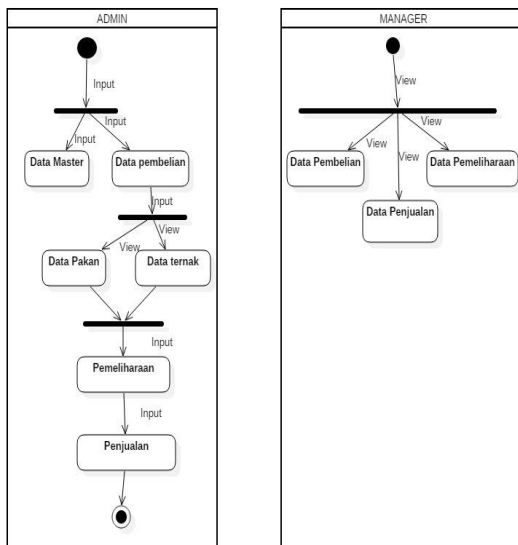 ADMIN
Input
Input
Input
Data Master
Data pembelian
Input
View
View
Data Pakan
Data ternak
Input
Pemeliharaan
Input
Penjualan
MANAGER
View
View
View
View
Data Pembelian
Data Pemeliharaan
Data Penjualan